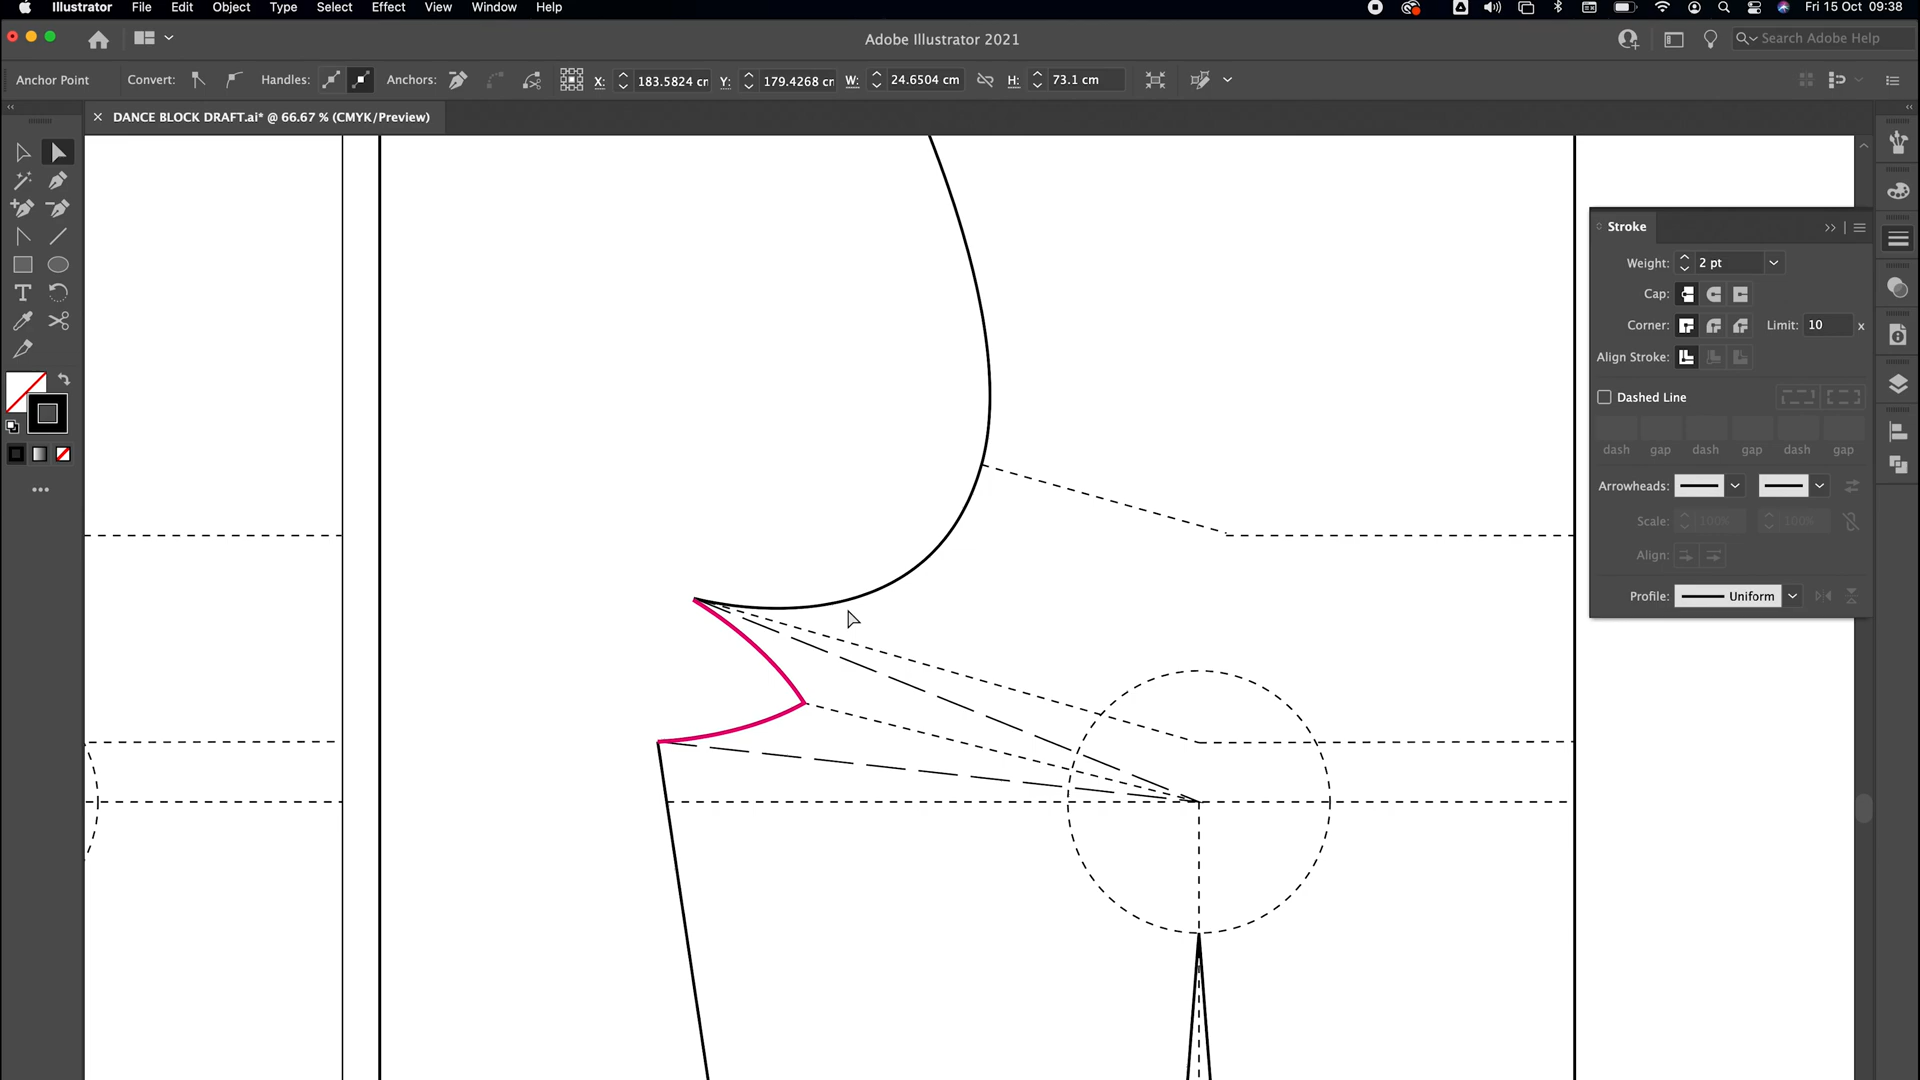 Illustrator File Edit Object Type Select Effect View Window Help Fri 15 Oct 09:38
Adobe Illustrator 2021
Search Adobe Help
Anchor Point Convert: Handles: Anchors: X: 183.5824 cr Y: 179.4268 cr W: 24.6504 cm H: 73.1 cm
× DANCE BLOCK DRAFT.ai* @ 66.67 % (CMYK/Preview)
Stroke
Weight: 2 pt
Cap:
Corner: Limit: 10 x
Align Stroke:
Dashed Line
dash gap dash gap dash gap
Arrowheads:
Scale: 100% 100%
Align:
Profile: Uniform